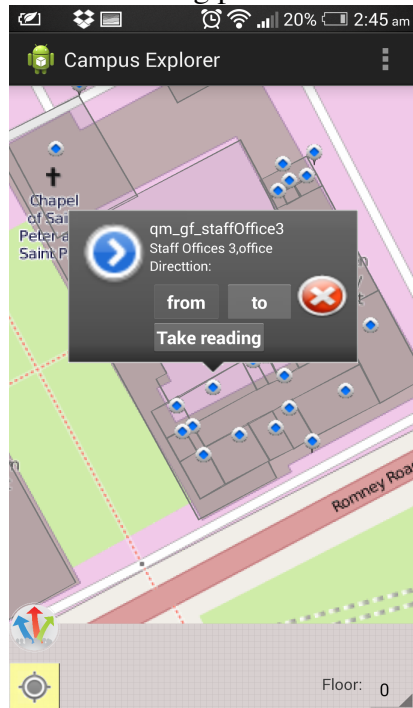 20% 2:45 am
Campus Explorer
Chapel
of Sai
Peter a
Saint P
qm_gf_staffOffice3
Staff Offices 3,office
Directtion:
from to
Take reading
Romney Roa
Floor: 0